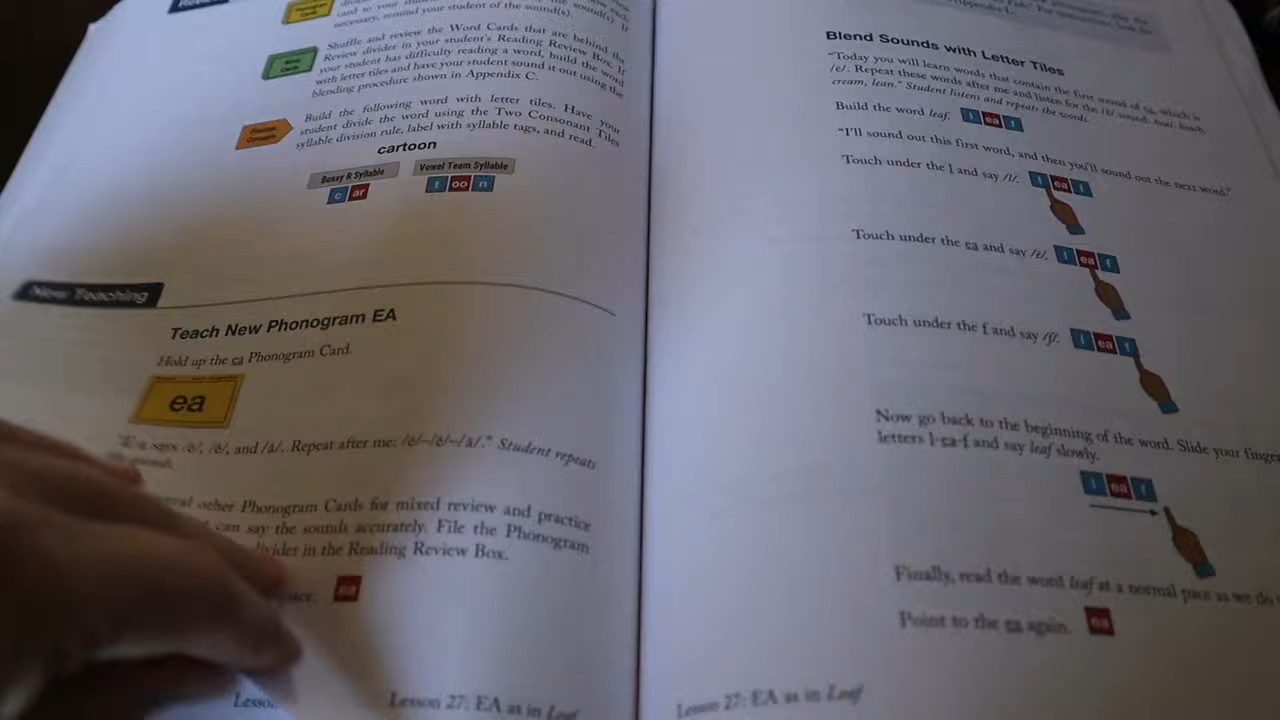 card to your
necessary, remind your student of the sound(s).
Shuffle and review the Word Cards that are behind the
Review divider in your student's Reading Review Box. If
your student has difficulty reading a word, build the word
with letter tiles and have your student sound it out using the
blending procedure shown in Appendix C.
Build the following word with letter tiles. Have your
student divide the word using the Two Consonant Tiles
syllable division rule, label with syllable tags, and read.
cartoon
Bossy R Syllable Vowel Team Syllable
c ar t oo n
New Teaching
Teach New Phonogram EA
Hold up the ea Phonogram Card.
ea
says /ē/, /ĕ/, and /ā/. Repeat after me: /ē/–/ĕ/–/ā/." Student repeats
other Phonogram Cards for mixed review and practice
can say the sounds accurately. File the Phonogram
divider in the Reading Review Box.
ea
Lesson 27: EA as in Leaf
Appendix L.
Blend Sounds with Letter Tiles
"Today you will learn words that contain the first sound of ea, which is
/ē/. Repeat these words after me and listen for the /ē/ sound:
cream, lean." Student listens and repeats the words.
Build the word leaf. l ea f
"I'll sound out this first word, and then you'll sound out the next word."
Touch under the l and say /l/. l ea f
Touch under the ea and say /ē/. l ea f
Touch under the f and say /f/. l ea f
Now go back to the beginning of the word. Slide your finger
letters l-ea-f and say leaf slowly.
l ea f
Finally, read the word leaf at a normal pace as we do
Point to the ea again. ea
Lesson 27: EA as in Leaf